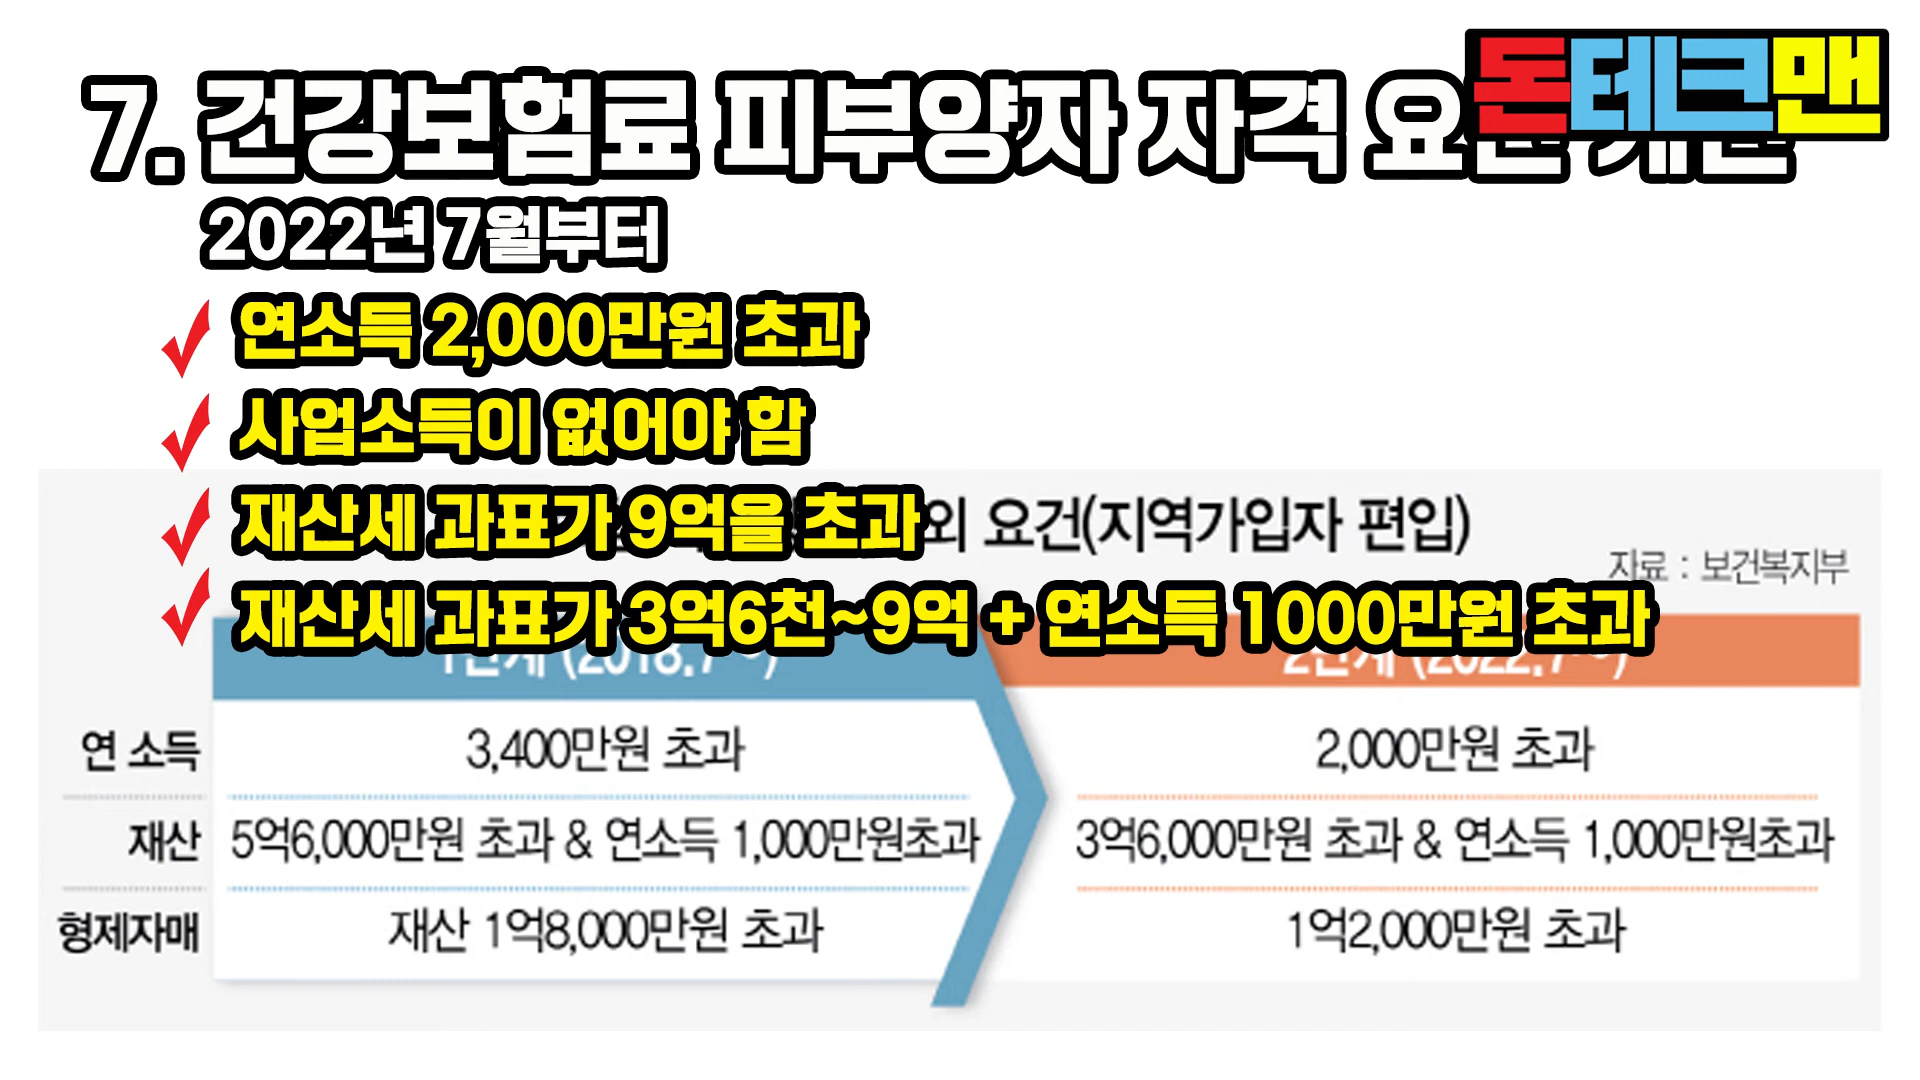 7. 건강보험료 피부양자 자격
돈테크맨
2022년 7월부터
연소득 2,000만원 초과
사업소득이 없어야 함
재산세 과표가 9억을 초과
요건(지역가입자 편입)
자료 : 보건복지부
재산세 과표가 3억6천~9억 + 연소득 1000만원 초과
연 소득 3,400만원 초과 2,000만원 초과
재산 5억6,000만원 초과 & 연소득 1,000만원초과 3억6,000만원 초과 & 연소득 1,000만원초과
형제자매 재산 1억8,000만원 초과 1억2,000만원 초과